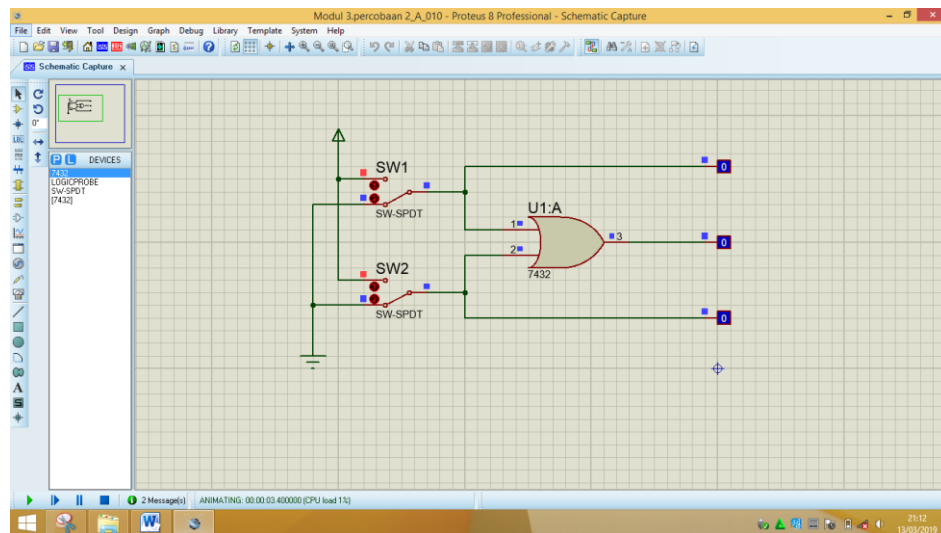 Modul 3.percobaan 2_A_010 - Proteus 8 Professional - Schematic Capture
File Edit View Tool Design Graph Debug Library Template System Help
Schematic Capture x
0°
P L DEVICES
7432
LOGICPROBE
SW-SPDT
[7432]
SW1
SW-SPDT
0
U1:A
1
2
3
7432
0
SW2
SW-SPDT
0
2 Message(s) ANIMATING: 00:00:03.400000 (CPU load 1%)
21:12
13/03/2019